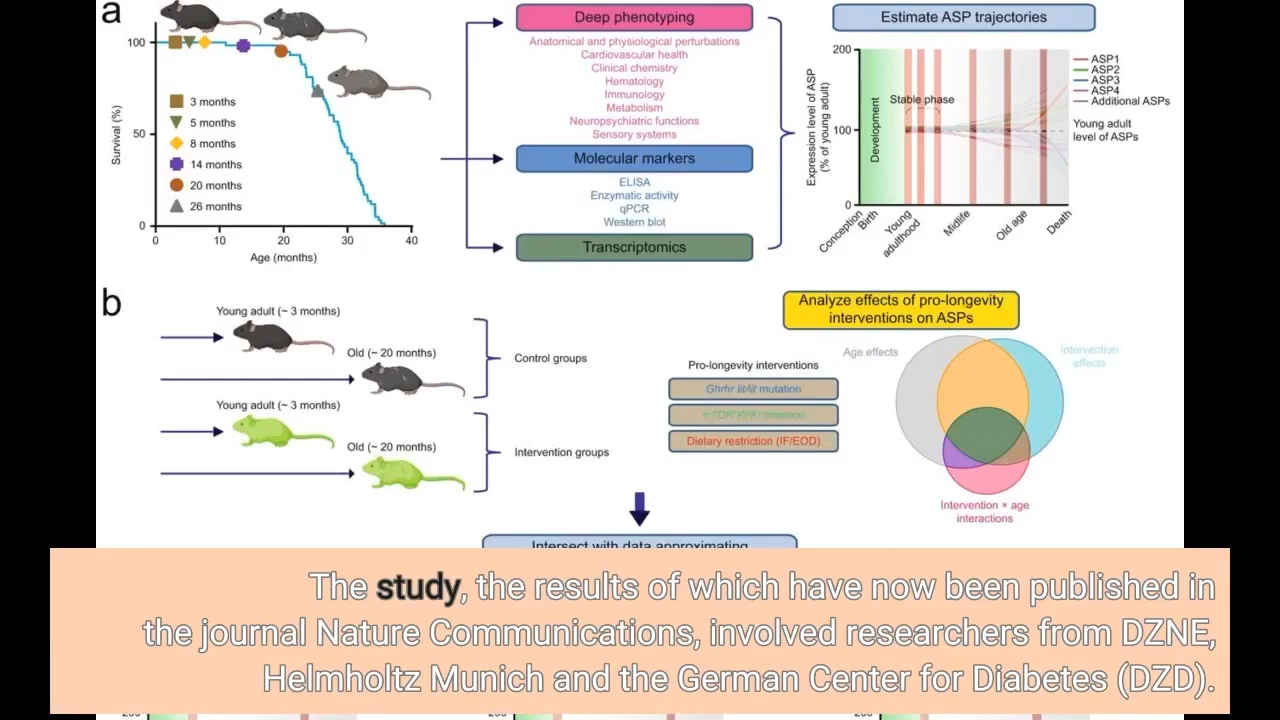 a
Deep phenotyping
Estimate ASP trajectories
Anatomical and physiological perturbations
Cardiovascular health
Clinical chemistry
Hematology
Immunology
Metabolism
Neuropsychiatric functions
Sensory systems
Molecular markers
ELISA
Enzymatic activity
qPCR
Western blot
Transcriptomics
Survival (%)
100
50
0
3 months
5 months
8 months
14 months
20 months
26 months
0 10 20 30 40
Age (months)
Expression level of ASP
(% of young adult)
200
100
0
Development
Stable phase
ASP1
ASP2
ASP3
ASP4
Additional ASPs
Young adult
level of ASPs
Conception
Birth
Young
adulthood
Midlife
Old age
Death
b
Young adult (~ 3 months)
Old (~ 20 months)
Control groups
Young adult (~ 3 months)
Old (~ 20 months)
Intervention groups
Pro-longevity interventions
Ghrhr lit/lit mutation
mTOR KI/KI mutation
Dietary restriction (IF/EOD)
Analyze effects of pro-longevity
interventions on ASPs
Age effects
Intervention
effects
Intervention × age
interactions
Intersect with data approximating
The study, the results of which have now been published in
the journal Nature Communications, involved researchers from DZNE,
Helmholtz Munich and the German Center for Diabetes (DZD).